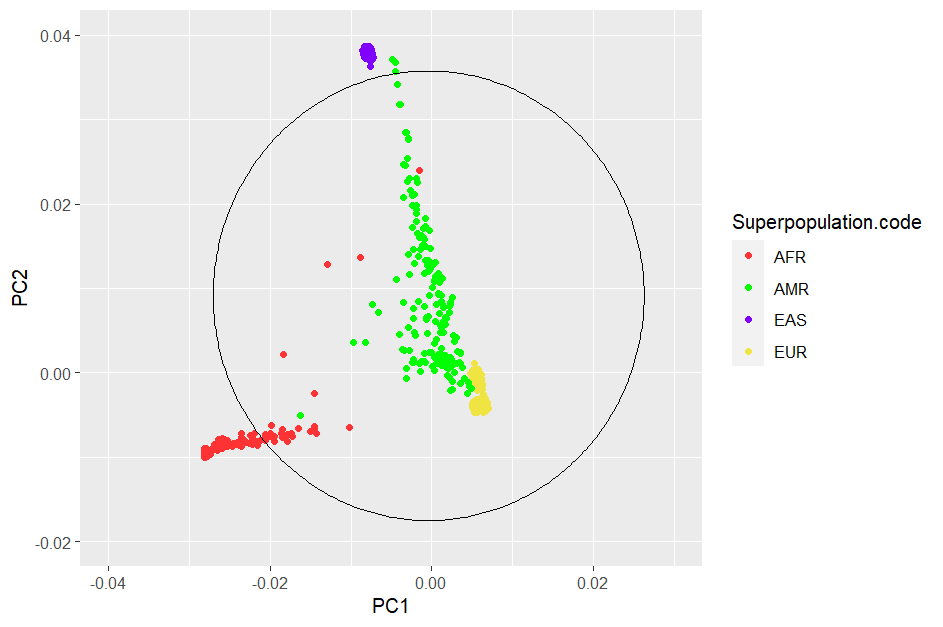 0.04
0.02
0.00
-0.02
PC2
-0.04
-0.02
0.00
0.02
PC1
Superpopulation.code
AFR
AMR
EAS
EUR